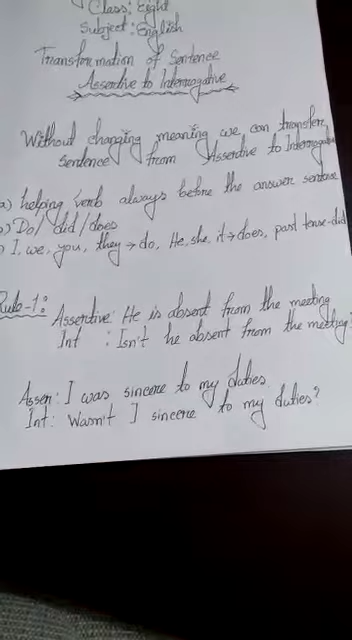 Class: Eight
Subject: English
Transformation of Sentence
Assertive to Interrogative
Without changing meaning we can transfer
Sentence from Assertive to Interrogative
a) helping verb always before the answer sentense
b) Do/did/does
c) I, we, you, they → do, He, she, it → does, past tense-did
Rule-1: Assertive: He is absent from the meeting
Int : Isn't he absent from the meeting?
Assen: I was sincere to my duties.
Int: Wasn't I sincere to my duties?